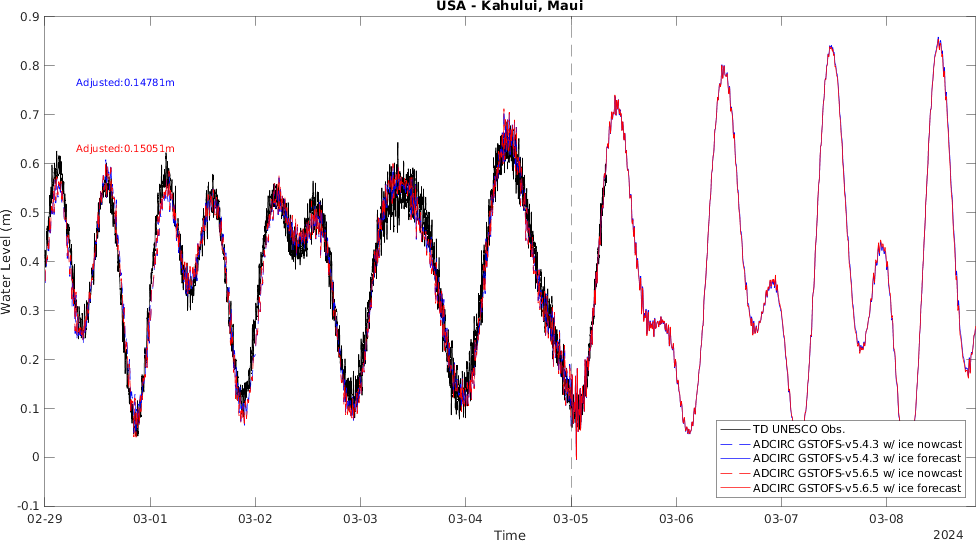 USA - Kahului, Maui
0.9
0.8
0.7
0.6
0.5
0.4
0.3
0.2
0.1
0
-0.1
Water Level (m)
Adjusted:0.14781m
Adjusted:0.15051m
TD UNESCO Obs.
ADCIRC GSTOFS-v5.4.3 w/ ice nowcast
ADCIRC GSTOFS-v5.4.3 w/ ice forecast
ADCIRC GSTOFS-v5.6.5 w/ ice nowcast
ADCIRC GSTOFS-v5.6.5 w/ ice forecast
02-29 03-01 03-02 03-03 03-04 03-05 03-06 03-07 03-08
Time
2024